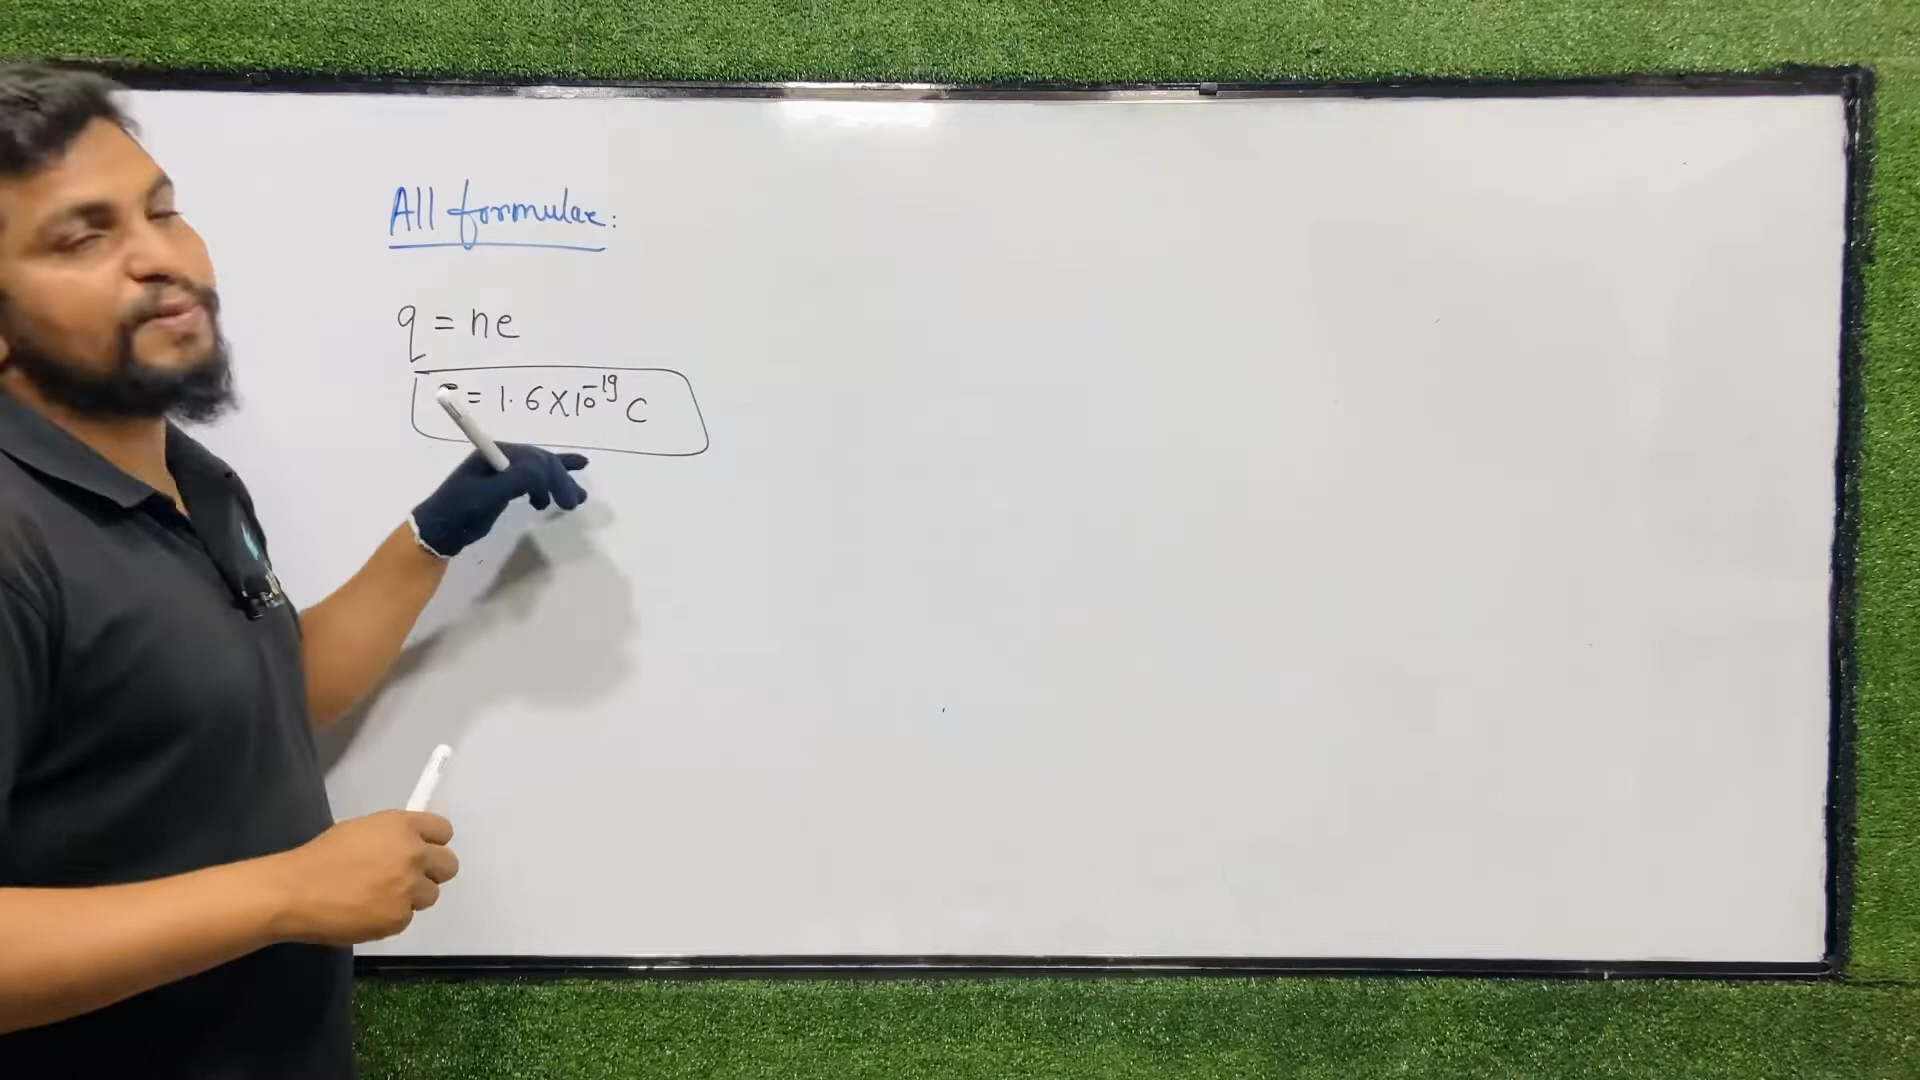 All formulae:
q = ne
= 1.6 × 10⁻¹⁹ C